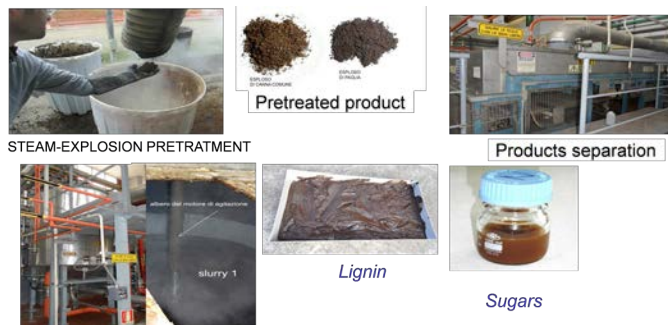 ESPLOSO
DI CANNA COMUNE
ESPLOSO
DI PAGLIA
Pretreated product
STEAM-EXPLOSION PRETRATMENT
Products separation
alberi del motore di agitazione
slurry 1
Lignin
Sugars